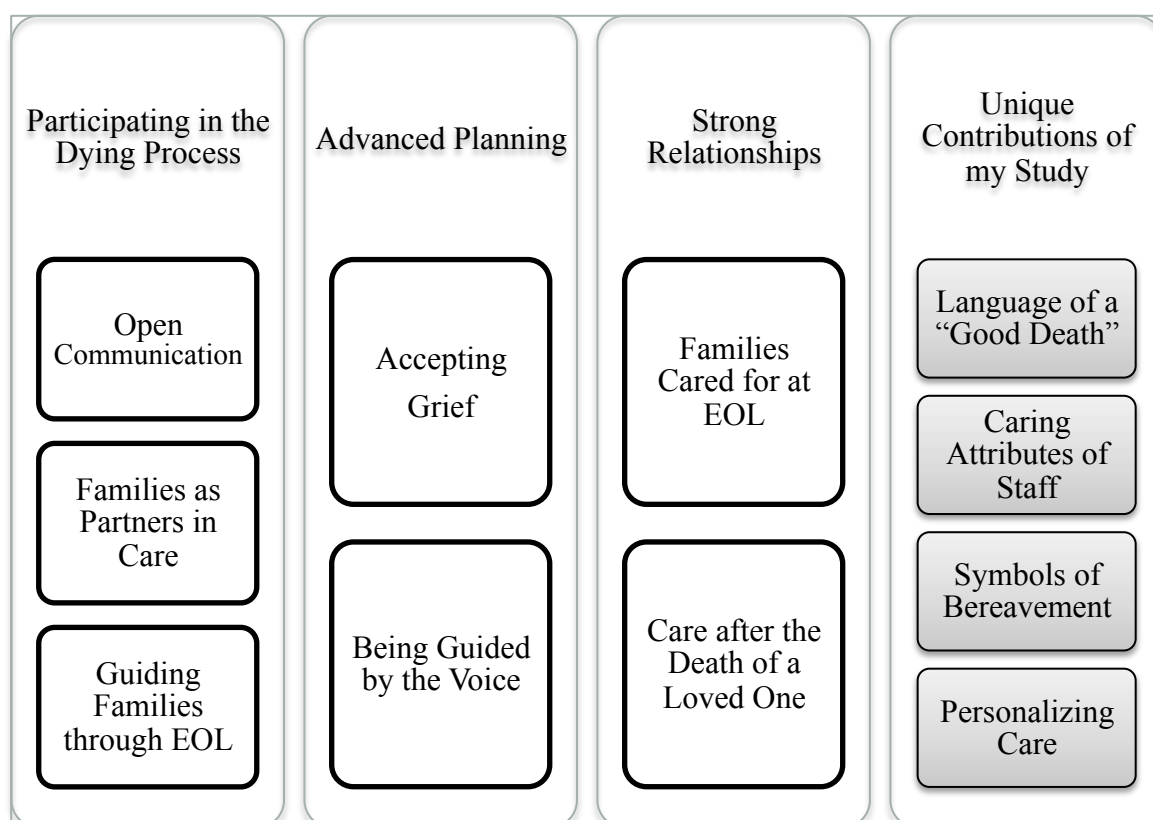 Participating in the
Dying Process
Open
Communication
Families as
Partners in
Care
Guiding
Families
through EOL
Advanced Planning
Accepting
Grief
Being Guided
by the Voice
Strong
Relationships
Families
Cared for at
EOL
Care after the
Death of a
Loved One
Unique
Contributions of
my Study
Language of a
“Good Death”
Caring
Attributes of
Staff
Symbols of
Bereavement
Personalizing
Care